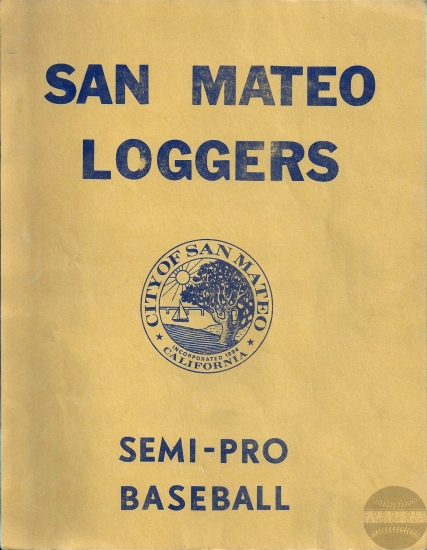 SAN MATEO
LOGGERS
CITY OF SAN MATEO
INCORPORATED 1894
CALIFORNIA
SEMI-PRO
BASEBALL